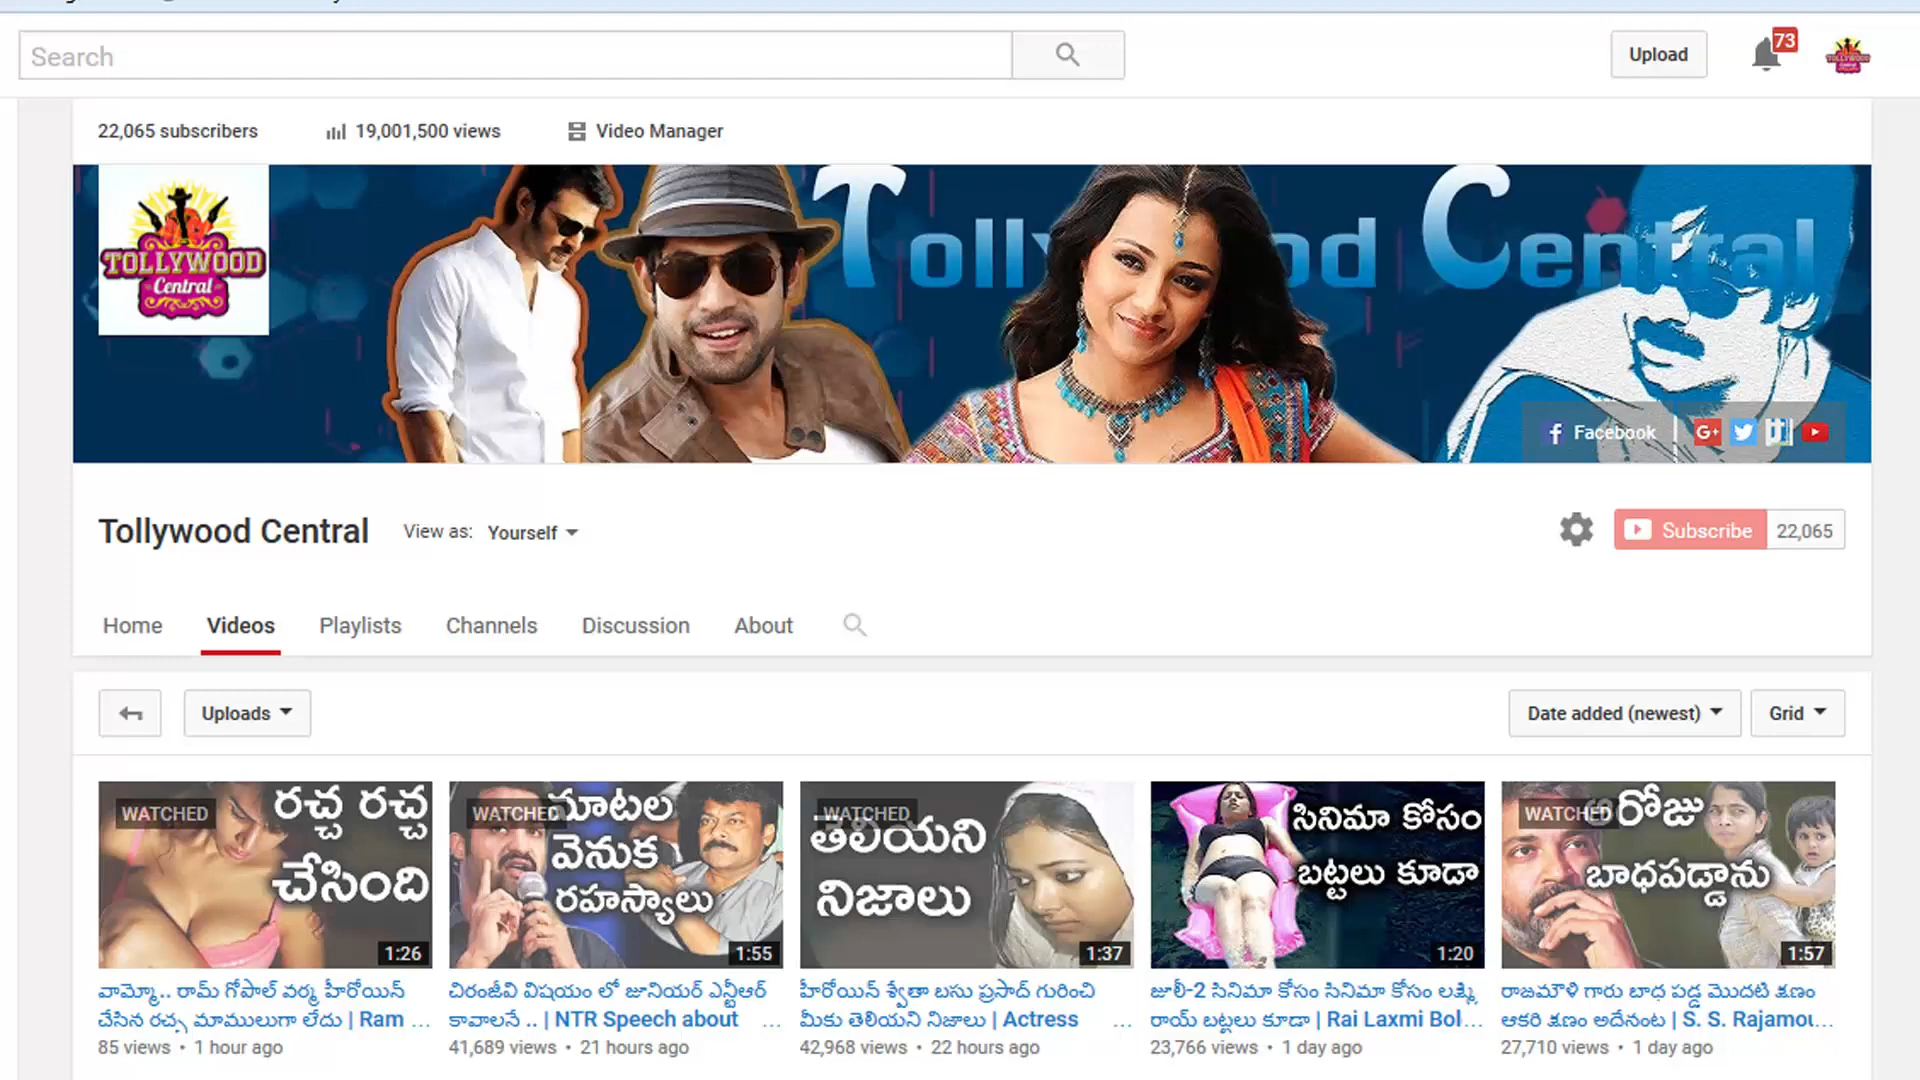 Search
Upload
73
22,065 subscribers
19,001,500 views
Video Manager
TOLLYWOOD
Central
Tollywood Central
Facebook
G+
Tollywood Central
View as:
Yourself
Subscribe
22,065
Home
Videos
Playlists
Channels
Discussion
About
Uploads
Date added (newest)
Grid
WATCHED
రచ్చ రచ్చ
చేసింది
1:26
వామ్మో.. రామ్ గోపాల్ వర్మ హీరోయిన్
చేసిన రచ్చ మాములుగా లేదు | Ram ...
85 views • 1 hour ago
WATCHED
మాటల
వెనుక
రహస్యాలు
1:55
చిరంజీవి విషయం లో జూనియర్ ఎన్టీఆర్
కావాలనే .. | NTR Speech about ...
41,689 views • 21 hours ago
WATCHED
తెలియని
నిజాలు
1:37
హీరోయిన్ శ్వేతా బసు ప్రసాద్ గురించి
మీకు తెలియని నిజాలు | Actress ...
42,968 views • 22 hours ago
సినిమా కోసం
బట్టలు కూడా
1:20
జూలీ-2 సినిమా కోసం సినిమా కోసం లక్ష్మి
రాయ్ బట్టలు కూడా | Rai Laxmi Bol...
23,766 views • 1 day ago
WATCHED
రోజు
బాధపడ్డాను
1:57
రాజమౌళి గారు బాధ పడ్డ మొదటి క్షణం
ఆకరి క్షణం అదేనంట | S. S. Rajamou...
27,710 views • 1 day ago